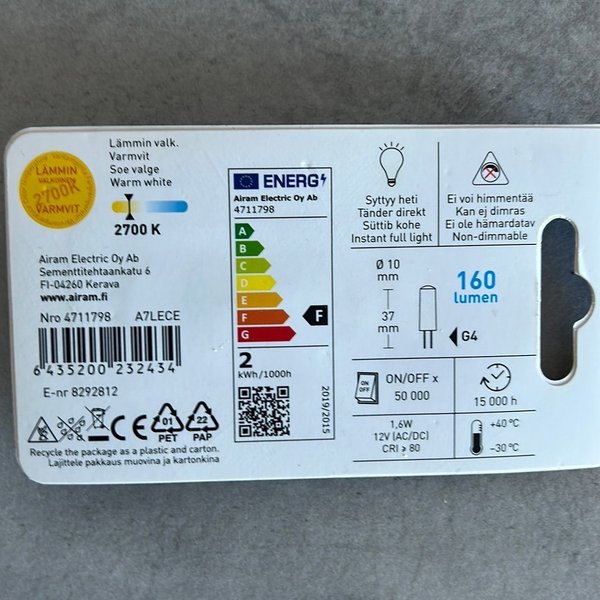 LÄMMIN
VALKOINEN
2700K
VARMVIT
Lämmin valk.
Varmvit
Soe valge
Warm white
2700 K
Airam Electric Oy Ab
Sementtitehtaankatu 6
FI-04260 Kerava
www.airam.fi
Nro 4711798 A7LECE
6 435200 232434
E-nr 8292812
CE
01
PET
22
PAP
Recycle the package as a plastic and carton.
Lajittele pakkaus muovina ja kartonkina
ENERG
Airam Electric Oy Ab
4711798
A
B
C
D
E
F
G
F
2
kWh/1000h
2019/2015
Syttyy heti
Tänder direkt
Süttib kohe
Instant full light
Ei voi himmentää
Kan ej dimras
Ei ole hämardatav
Non-dimmable
Ø 10
mm
37
mm
160
lumen
G4
ON
OFF
ON/OFF x
50 000
15 000 h
1,6W
12V (AC/DC)
CRI ≥ 80
+40 °C
-30 °C